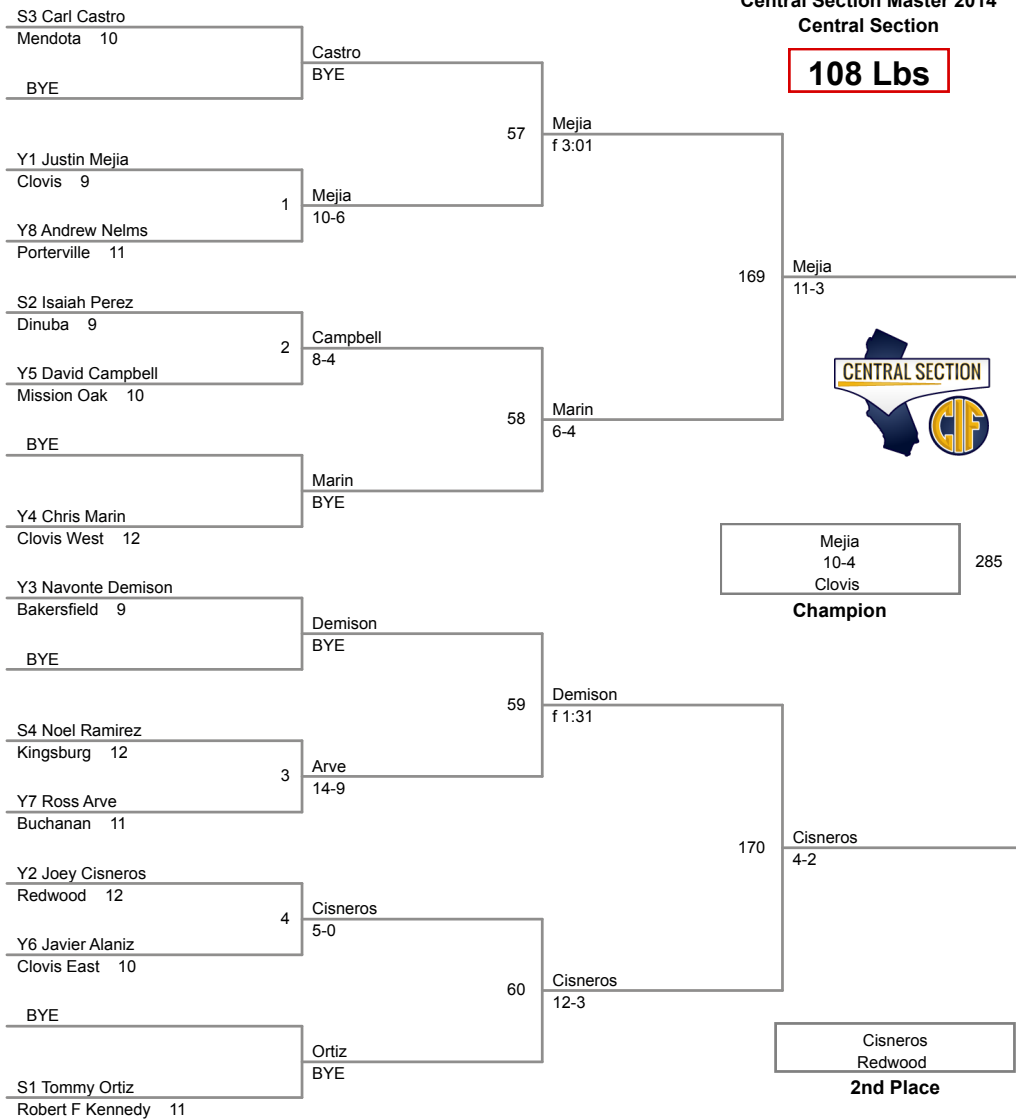 Central Section Master 2014
Central Section
108 Lbs
S3 Carl Castro
Mendota 10
BYE
Castro
BYE
Y1 Justin Mejia
Clovis 9
Y8 Andrew Nelms
Porterville 11
1
Mejia
10-6
57
Mejia
f 3:01
S2 Isaiah Perez
Dinuba 9
Y5 David Campbell
Mission Oak 10
2
Campbell
8-4
BYE
Y4 Chris Marin
Clovis West 12
Marin
BYE
58
Marin
6-4
169
Mejia
11-3
CENTRAL SECTION
CIF
Mejia
10-4
Clovis
285
Champion
Y3 Navonte Demison
Bakersfield 9
BYE
Demison
BYE
S4 Noel Ramirez
Kingsburg 12
Y7 Ross Arve
Buchanan 11
3
Arve
14-9
59
Demison
f 1:31
Y2 Joey Cisneros
Redwood 12
Y6 Javier Alaniz
Clovis East 10
4
Cisneros
5-0
BYE
S1 Tommy Ortiz
Robert F Kennedy 11
Ortiz
BYE
60
Cisneros
12-3
170
Cisneros
4-2
Cisneros
Redwood
2nd Place